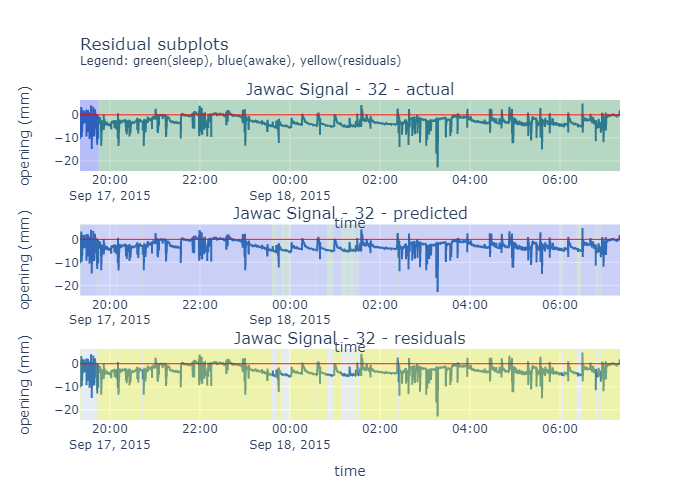 Residual subplots
Legend: green(sleep), blue(awake), yellow(residuals)
Jawac Signal - 32 - actual
opening (mm)
0
−10
−20
20:00 22:00 00:00 02:00 04:00 06:00
Sep 17, 2015 Sep 18, 2015
time
Jawac Signal - 32 - predicted
opening (mm)
0
−10
−20
20:00 22:00 00:00 02:00 04:00 06:00
Sep 17, 2015 Sep 18, 2015
time
Jawac Signal - 32 - residuals
opening (mm)
0
−10
−20
20:00 22:00 00:00 02:00 04:00 06:00
Sep 17, 2015 Sep 18, 2015
time